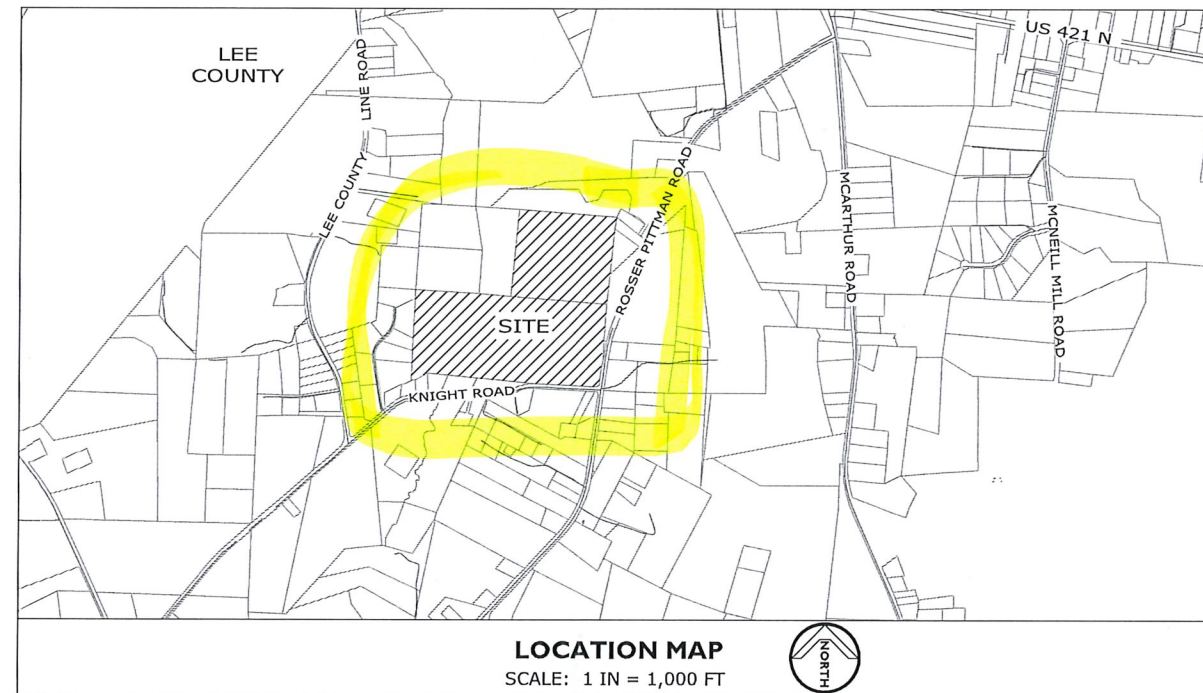 LEE
COUNTY
LINE ROAD
US 421 N
LEE COUNTY
ROSSER PITTMAN ROAD
MCARTHUR ROAD
MCNEILL MILL ROAD
SITE
KNIGHT ROAD
LOCATION MAP
SCALE: 1 IN = 1,000 FT
NORTH